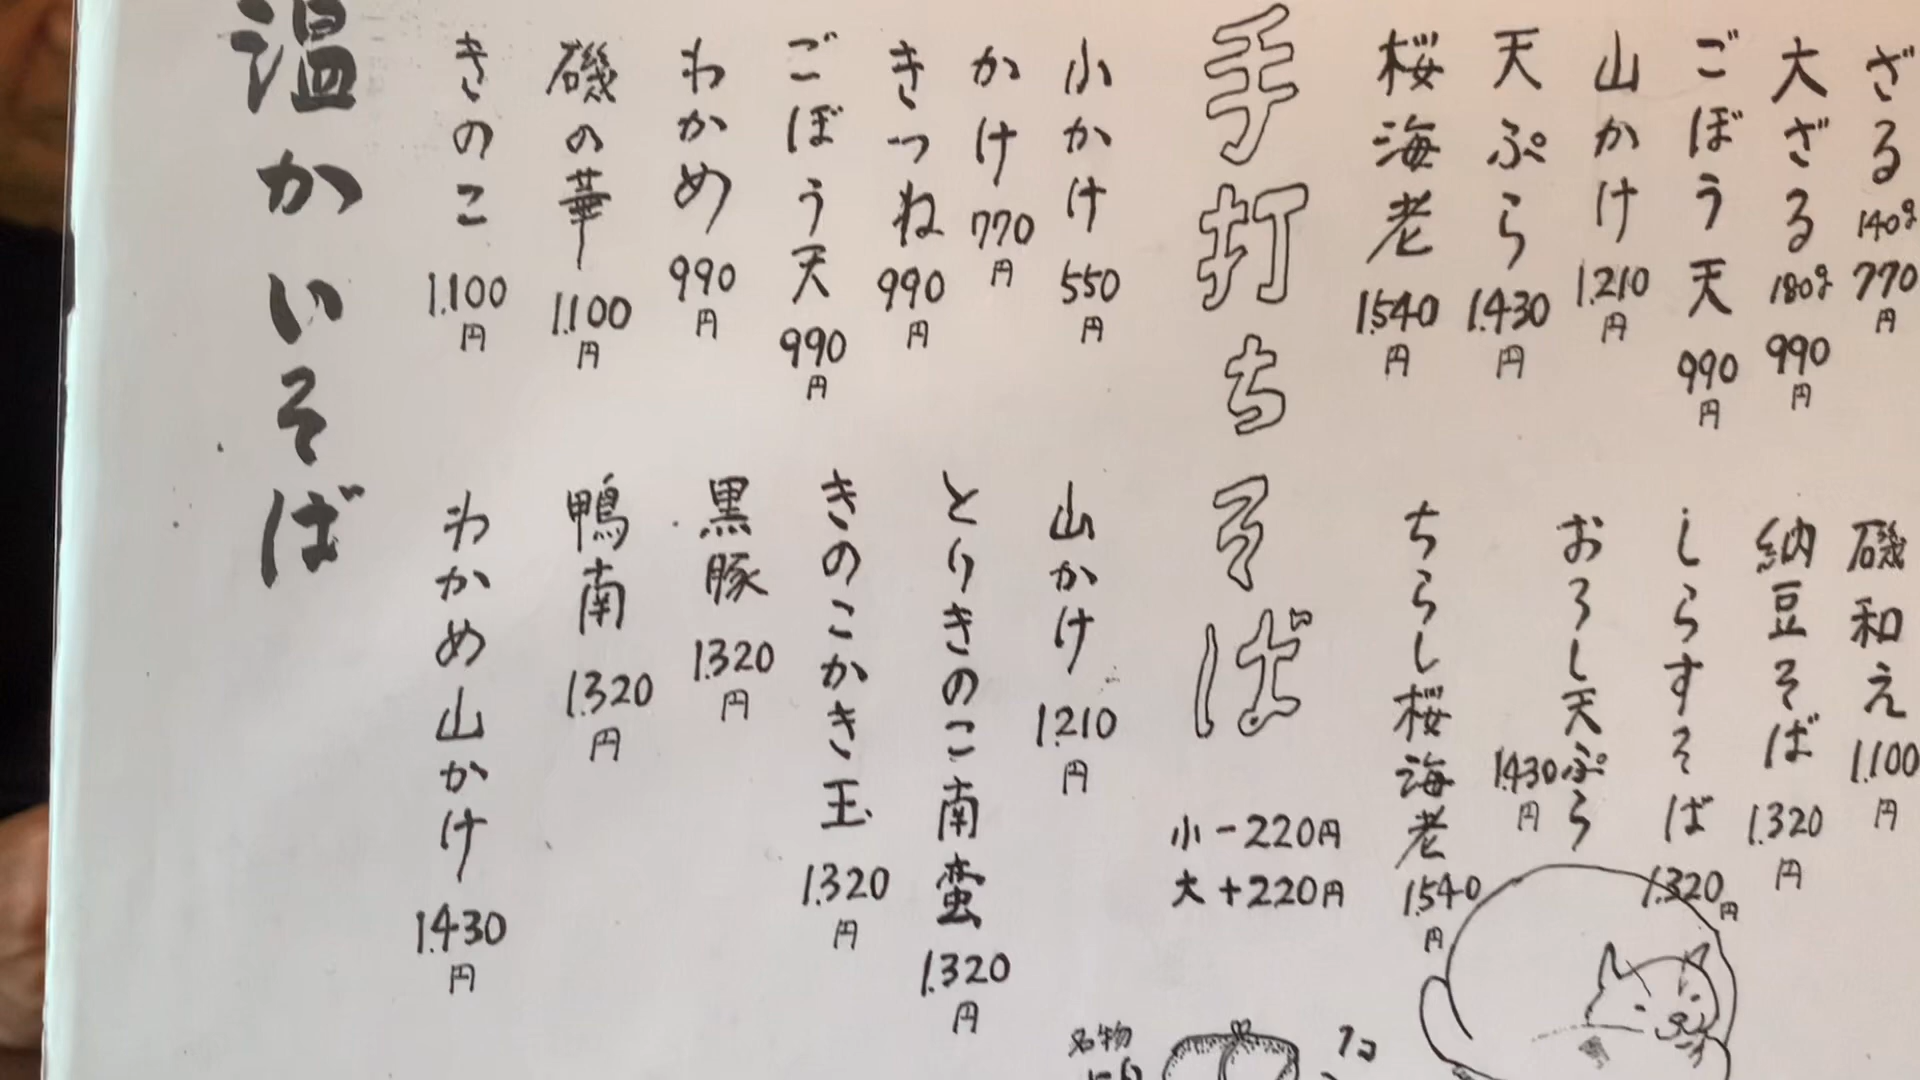 ざる 140g 770円
大ざる 180g 990円
ごぼう天 990円
山かけ 1.210円
天ぷら 1.430円
桜海老 1.540円
磯和え 1.100円
納豆そば 1.320円
しらすそば 1.320円
おろし天ぷら 1.430円
ちらし桜海老 1.540円
手打ちそば
小-220円
大+220円
小かけ 550円
かけ 770円
きつね 990円
ごぼう天 990円
わかめ 990円
磯の華 1.100円
きのこ 1.100円
山かけ 1.210円
とりきのこ南蛮 1.320円
きのこかき玉 1.320円
黒豚 1.320円
鴨南 1.320円
わかめ山かけ 1.430円
温かいそば
名物